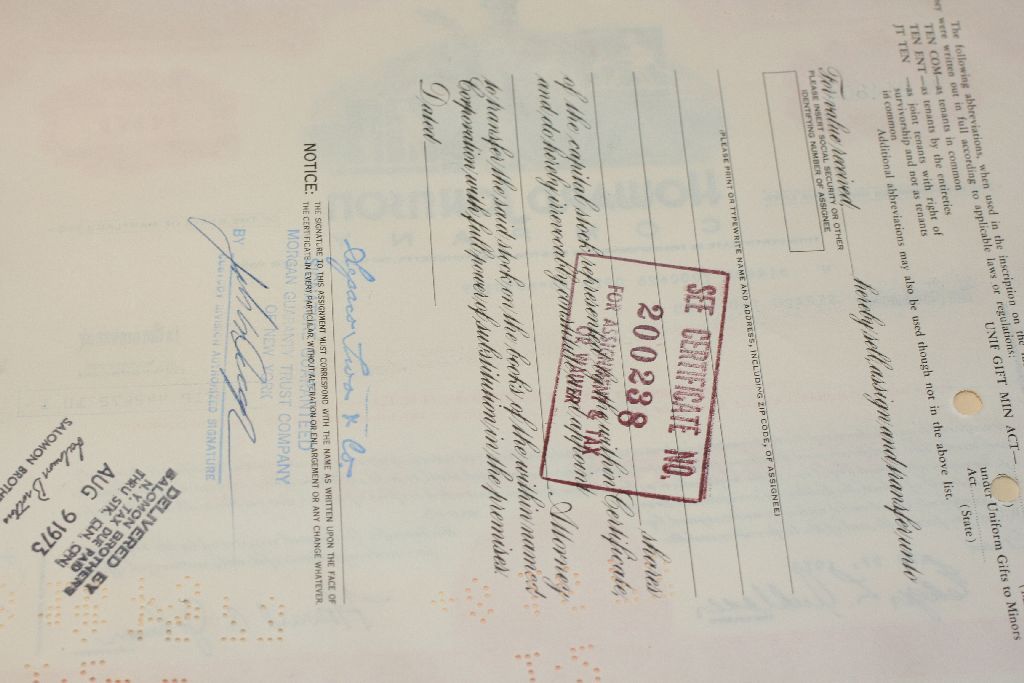 The following abbreviations, when used in the inscription on the
were written out in full according to applicable laws or regulations:
TEN COM—as tenants in common
UNIF GIFT MIN ACT—
TEN ENT—as tenants by the entireties
under Uniform Gifts to Minors
JT TEN —as joint tenants with right of
survivorship and not as tenants
in common
Act
(State)
Additional abbreviations may also be used though not in the above list.
For value received, hereby sell, assign and transfer unto
PLEASE INSERT SOCIAL SECURITY OR OTHER
IDENTIFYING NUMBER OF ASSIGNEE
(PLEASE PRINT OR TYPEWRITE NAME AND ADDRESS, INCLUDING ZIP CODE, OF ASSIGNEE)
shares
of the capital stock represented by the within Certificate,
and do hereby irrevocably constitute and appoint
Attorney
to transfer the said stock on the books of the within named
Corporation, with full power of substitution in the premises.
Dated
SEE CERTIFICATE NO.
200238
FOR ASSIGNMENT & TAX
OR WAIVER
NOTICE: THE SIGNATURE TO THIS ASSIGNMENT MUST CORRESPOND WITH THE NAME AS WRITTEN UPON THE FACE OF
THE CERTIFICATE IN EVERY PARTICULAR, WITHOUT ALTERATION OR ENLARGEMENT OR ANY CHANGE WHATEVER.
& Co.
GUARANTEED
MORGAN GUARANTY TRUST COMPANY
OF NEW YORK
BY
AUTHORIZED SIGNATURE
DELIVERED BY
SALOMON BROTHERS
N. Y. TAX DUE PAID
THRU STK. CLN. CRN
AUG 9 1973
Salomon Brothers
SALOMON BROTHE